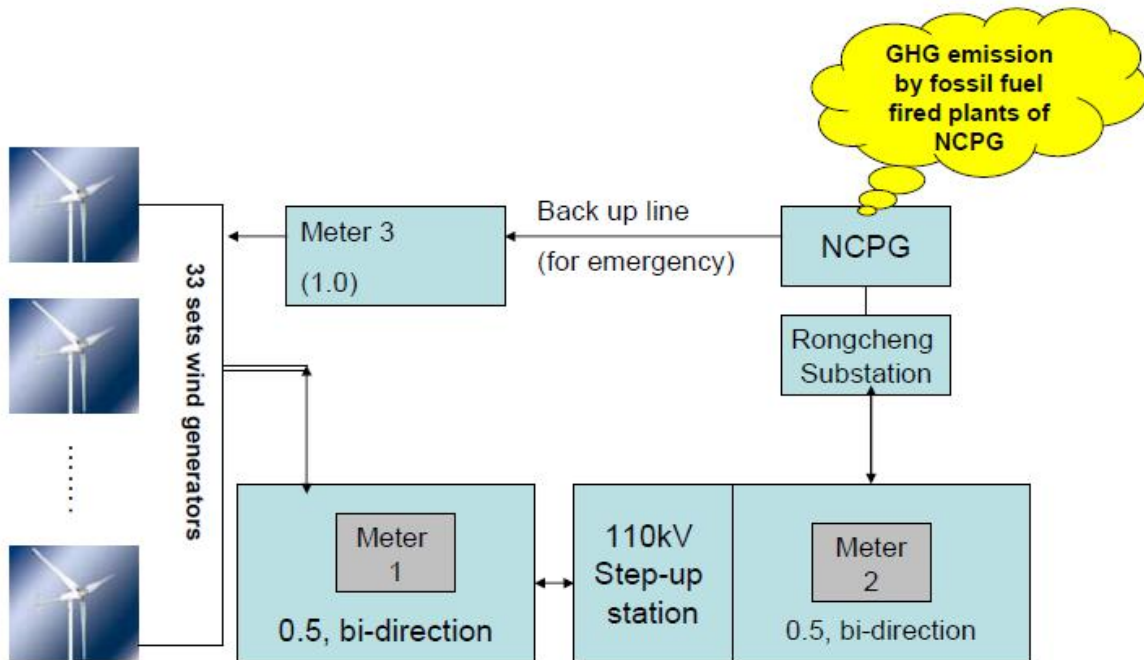 GHG emission
by fossil fuel
fired plants of
NCPG
Back up line
(for emergency)
Meter 3
(1.0)
NCPG
33 sets wind generators
Rongcheng
Substation
Meter
1
0.5, bi-direction
110kV
Step-up
station
Meter
2
0.5, bi-direction